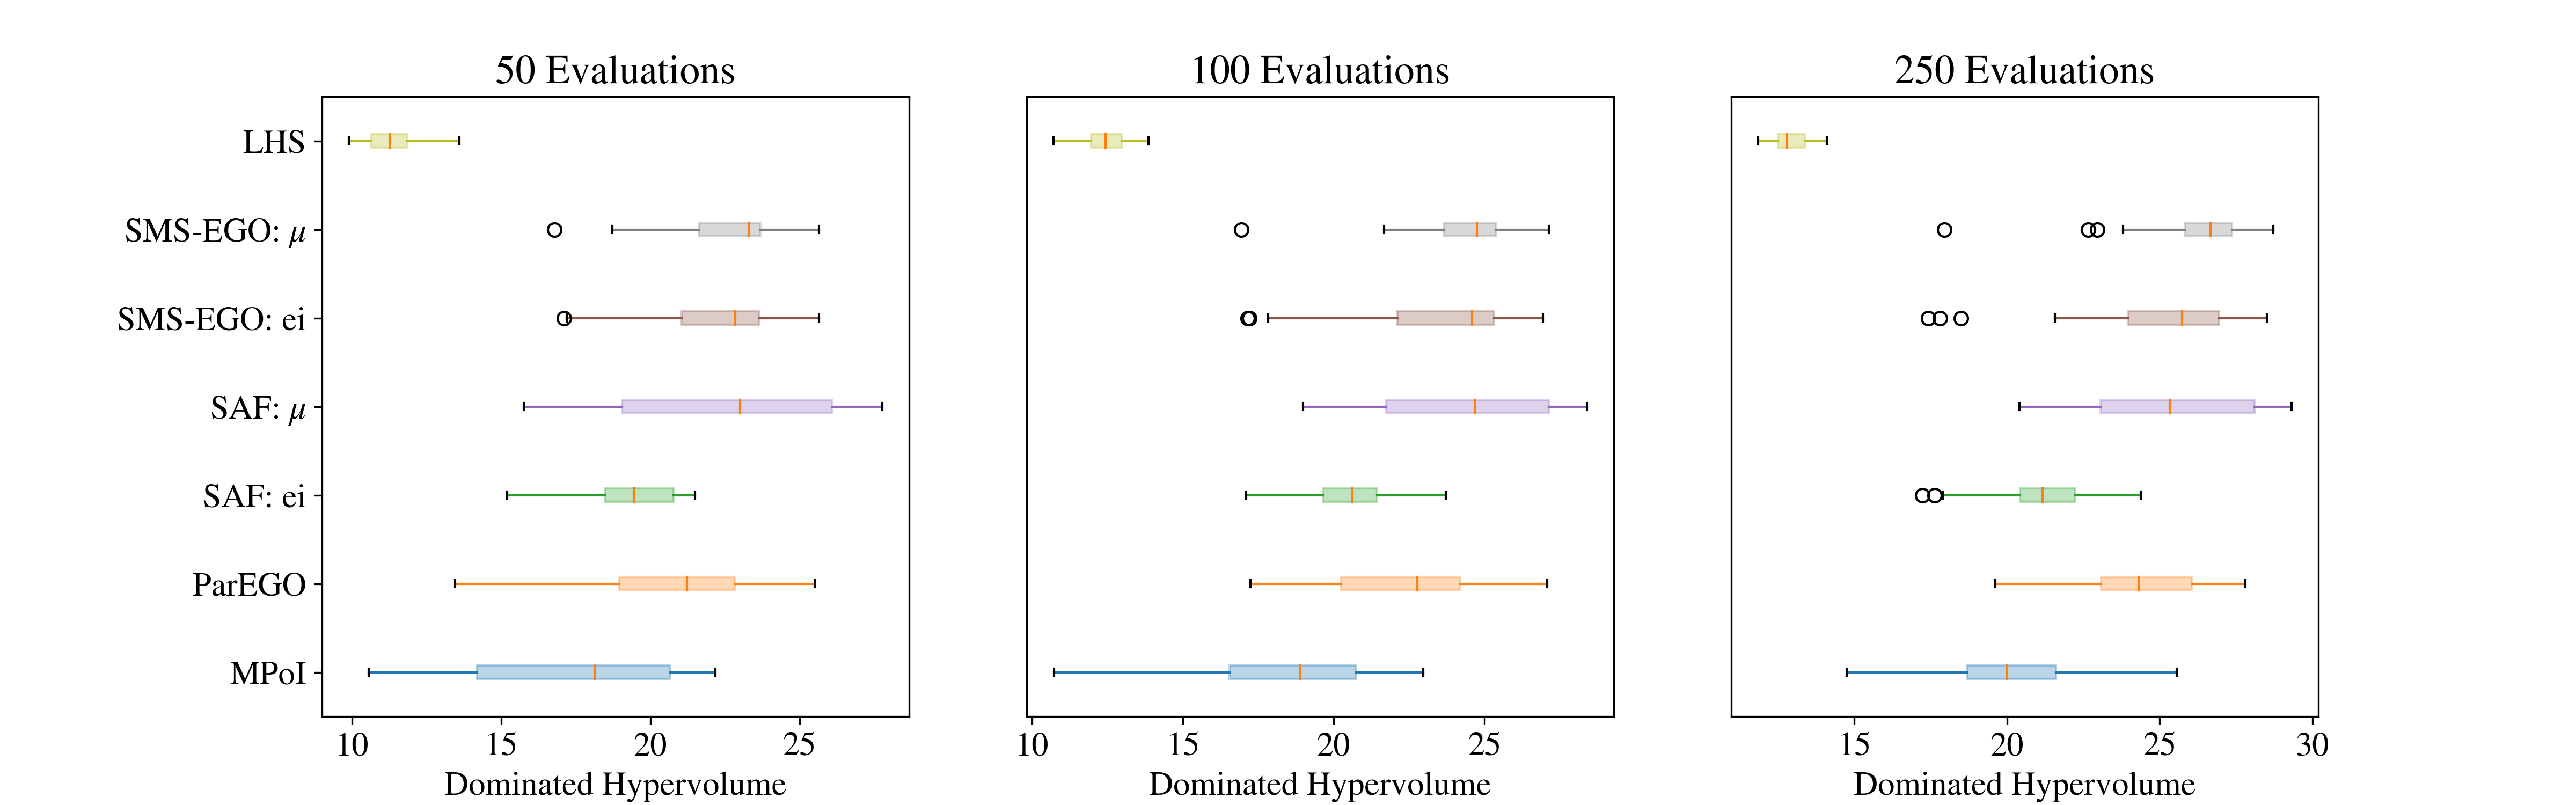 50 Evaluations
100 Evaluations
250 Evaluations
LHS
SMS-EGO: μ
SMS-EGO: ei
SAF: μ
SAF: ei
ParEGO
MPoI
10 15 20 25
10 15 20 25
15 20 25 30
Dominated Hypervolume
Dominated Hypervolume
Dominated Hypervolume